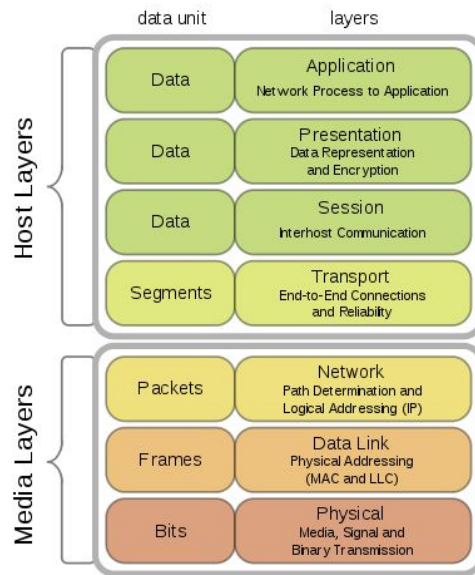 data unit
layers
Host Layers
Data
Application
Network Process to Application
Data
Presentation
Data Representation
and Encryption
Data
Session
Interhost Communication
Segments
Transport
End-to-End Connections
and Reliability
Media Layers
Packets
Network
Path Determination and
Logical Addressing (IP)
Frames
Data Link
Physical Addressing
(MAC and LLC)
Bits
Physical
Media, Signal and
Binary Transmission